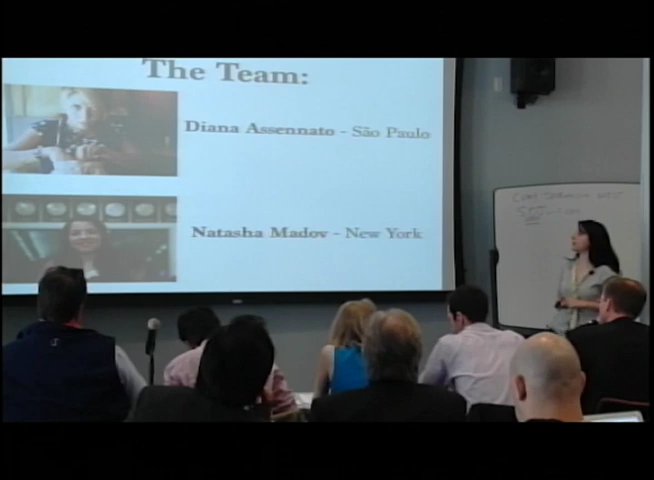 The Team:
Diana Assennato - São Paulo
Natasha Madov - New York